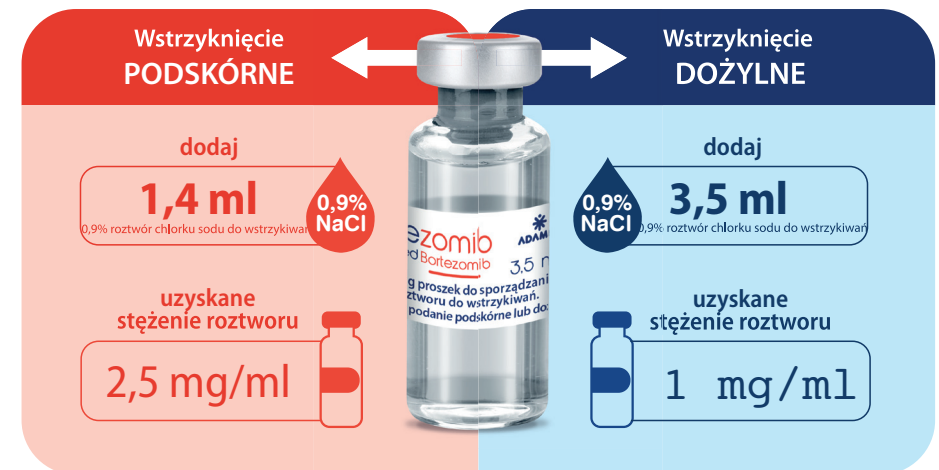 Wstrzyknięcie
PODSKÓRNE
dodaj
1,4 ml
0,9% roztwór chlorku sodu do wstrzykiwań
0,9%
NaCl
uzyskane
stężenie roztworu
2,5 mg/ml
ezomib
ed Bortezomib
ADAM
3,5 m
g proszek do sporządzani
ztworu do wstrzykiwań.
podanie podskórne lub do
Wstrzyknięcie
DOŻYLNE
dodaj
0,9%
NaCl
3,5 ml
0,9% roztwór chlorku sodu do wstrzykiwań
uzyskane
stężenie roztworu
1 mg/ml